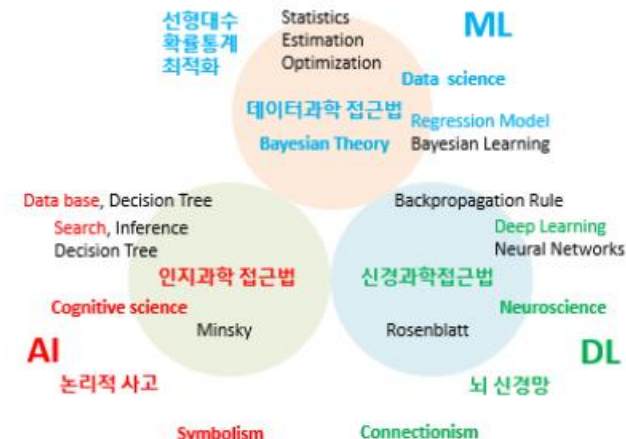 선형대수
확률통계
최적화
Statistics
Estimation
Optimization
ML
Data science
데이터과학 접근법
Regression Model
Bayesian Theory
Bayesian Learning
Data base, Decision Tree
Search, Inference
Decision Tree
인지과학 접근법
Cognitive science
Minsky
AI
논리적 사고
Symbolism
Backpropagation Rule
Deep Learning
Neural Networks
신경과학접근법
Neuroscience
Rosenblatt
DL
뇌 신경망
Connectionism